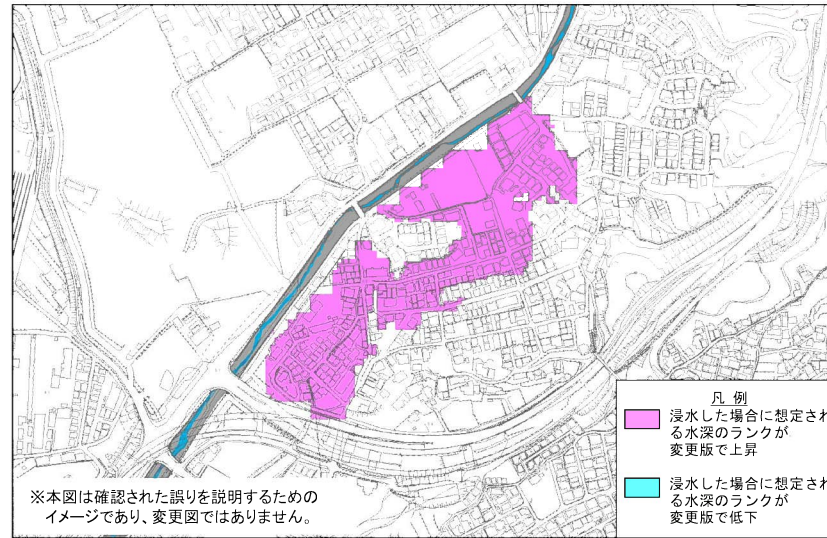 凡 例
浸水した場合に想定され
る水深のランクが
変更版で上昇
浸水した場合に想定され
る水深のランクが
変更版で低下
※本図は確認された誤りを説明するための
イメージであり、変更図ではありません。